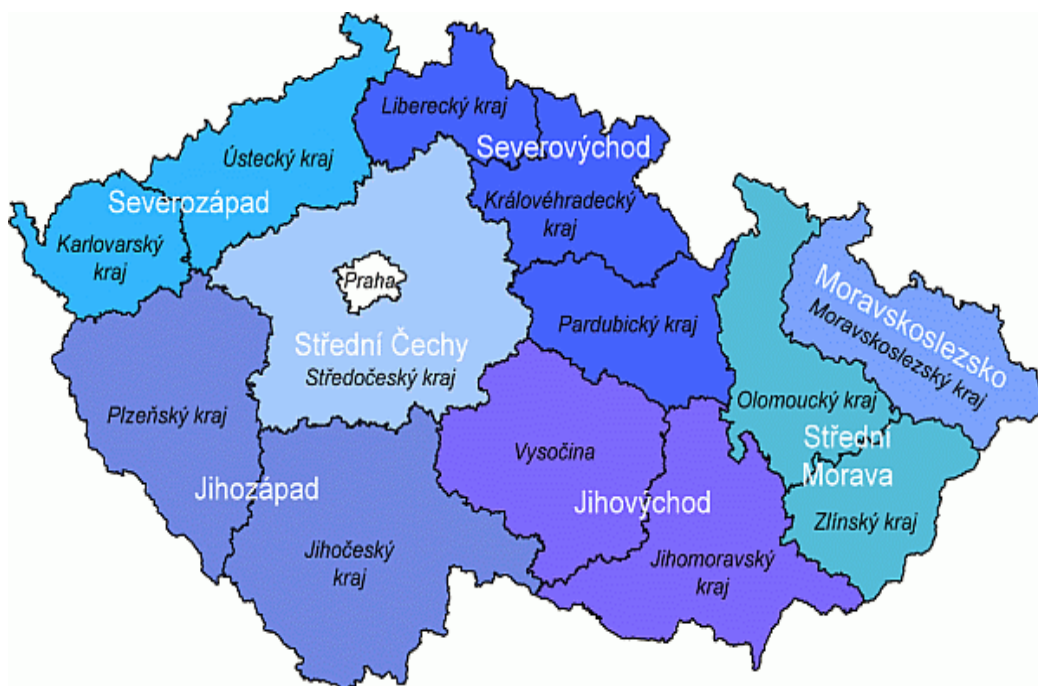 Liberecký kraj
Severovýchod
Ústecký kraj
Severozápad
Královéhradecký
kraj
Karlovarský
kraj
Praha
Moravskoslezsko
Moravskoslezský kraj
Pardubický kraj
Střední Čechy
Středočeský kraj
Plzeňský kraj
Olomoucký kraj
Střední
Morava
Vysočina
Jihozápad
Jihovýchod
Zlínský kraj
Jihočeský
kraj
Jihomoravský
kraj